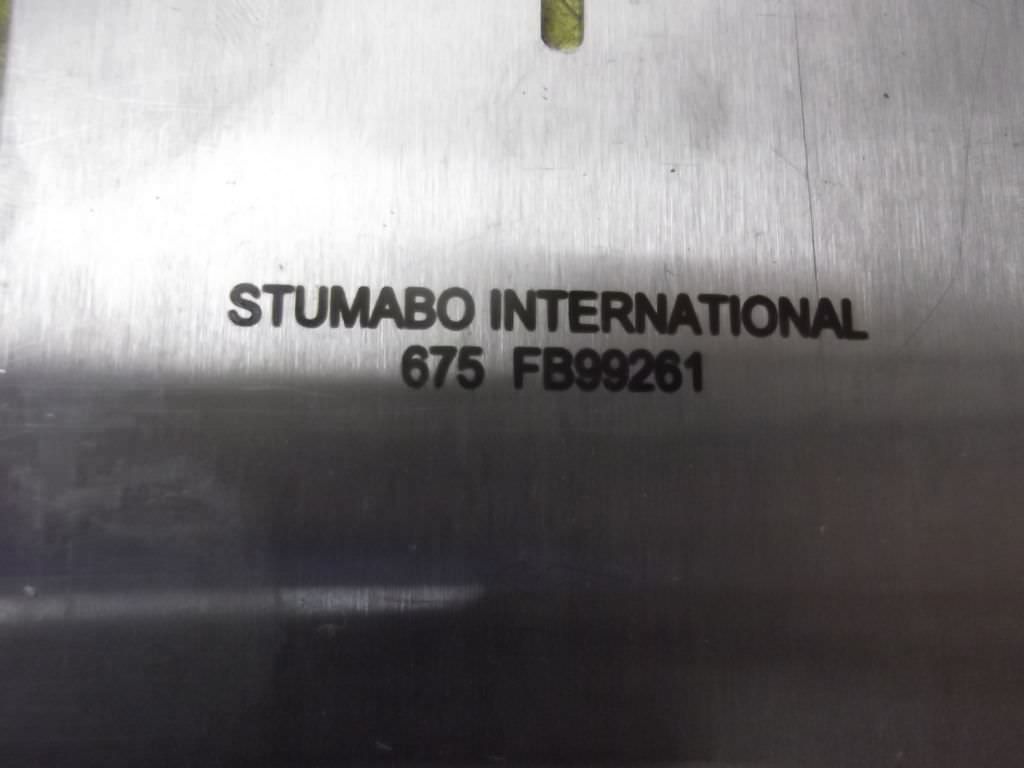 STUMABO INTERNATIONAL
675 FB99261